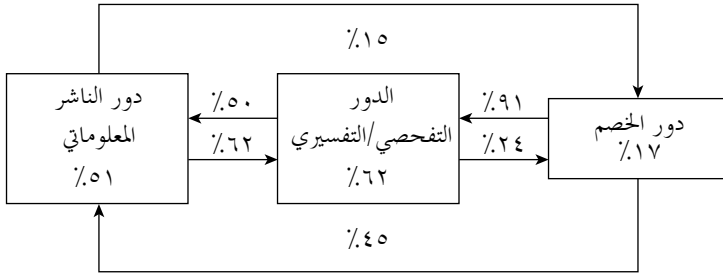 ٪١٥
دور الخصم
٪١٧
٪٩١
٪٢٤
الدور
التفحصي/التفسيري
٪٦٢
٪٥٠
٪٦٢
دور الناشر
المعلوماتي
٪٥١
٪٤٥